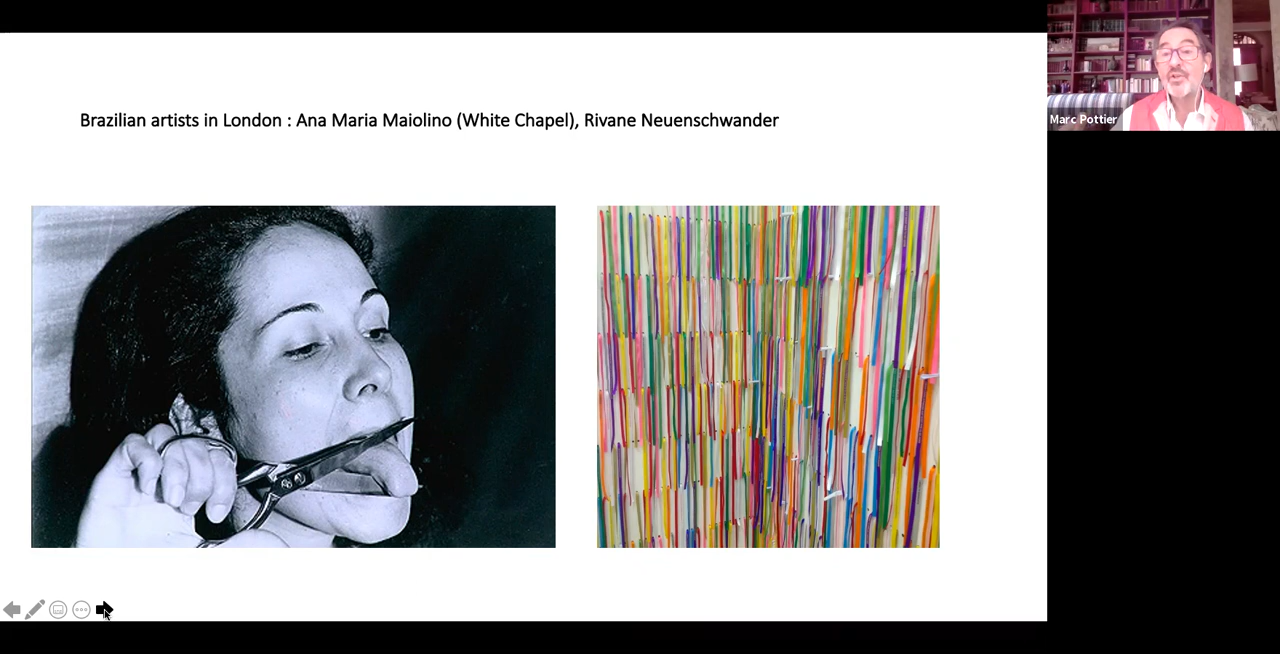 Brazilian artists in London : Ana Maria Maiolino (White Chapel), Rivane Neuenschwander
Marc Pottier